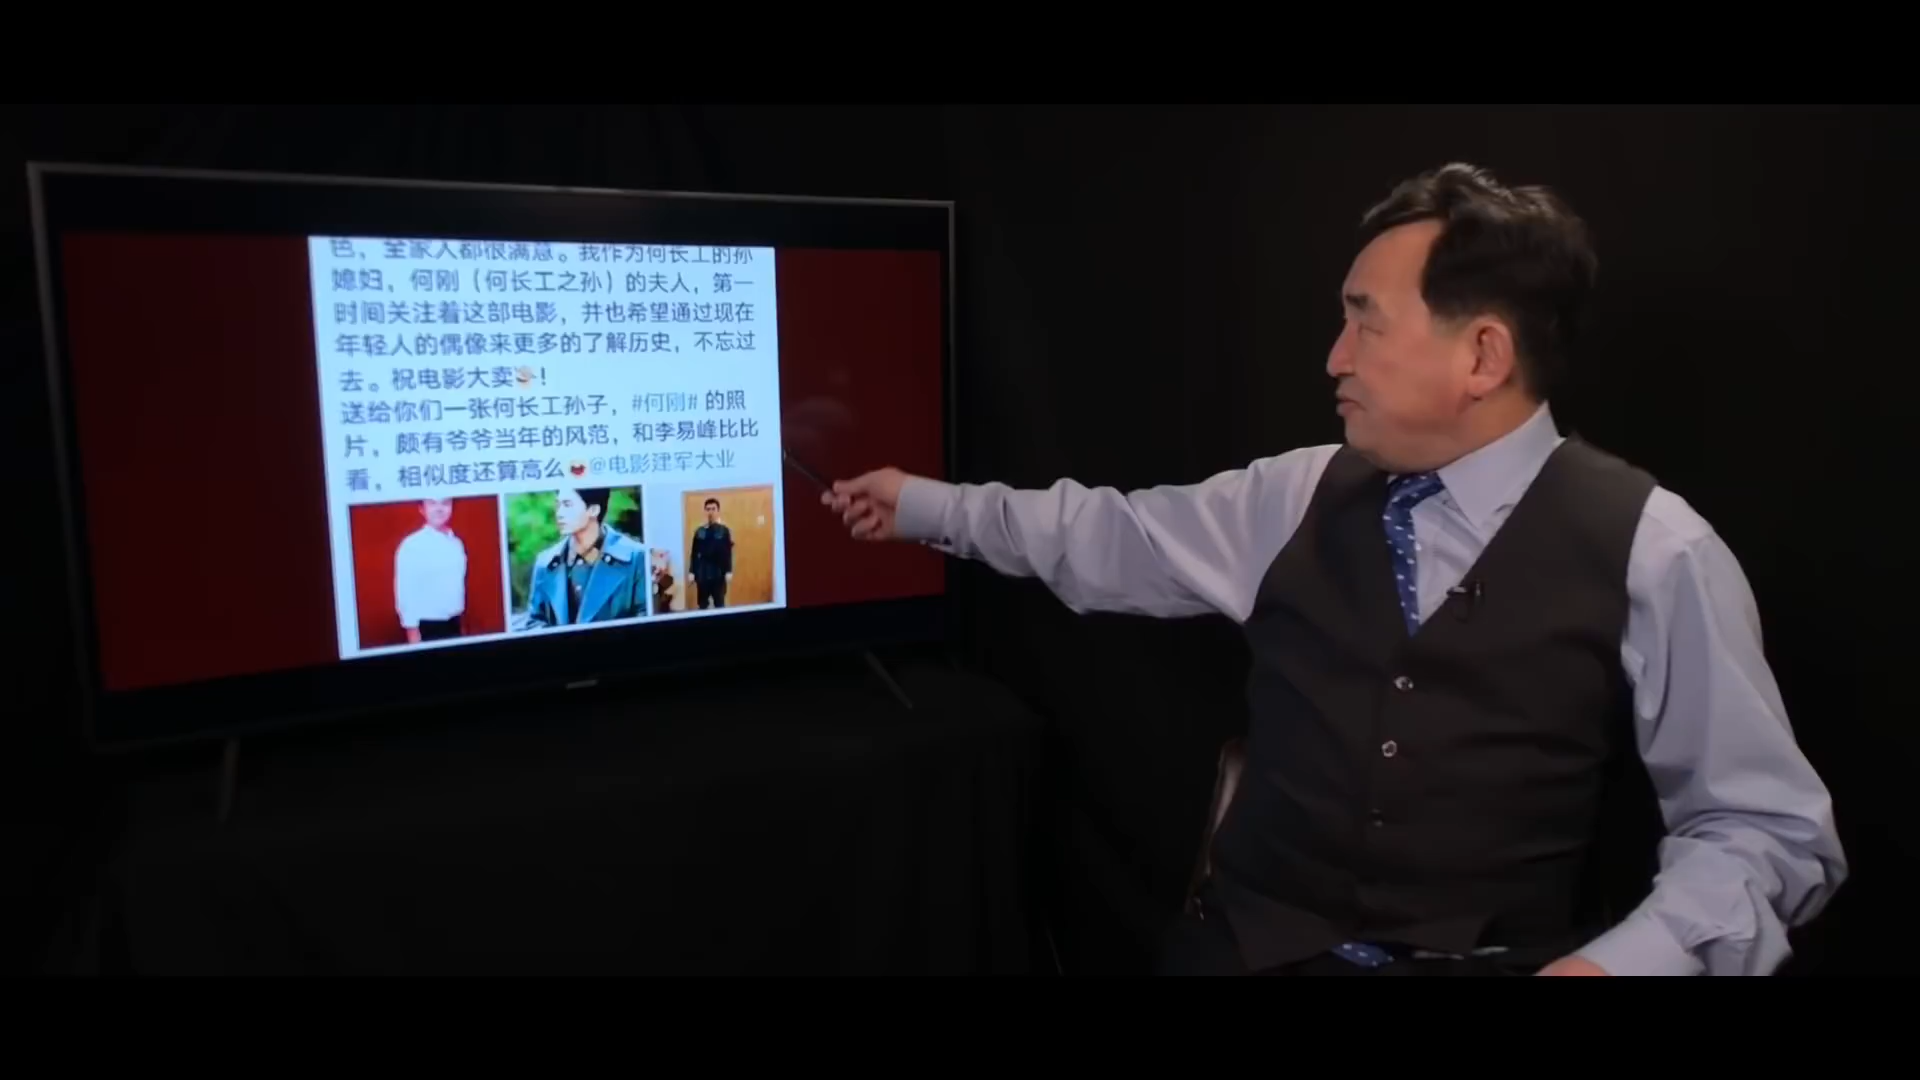 色，全家人都很满意。我作为何长工的孙
媳妇，何刚（何长工之孙）的夫人，第一
时间关注着这部电影，并也希望通过现在
年轻人的偶像来更多的了解历史，不忘过
去。祝电影大卖！
送给你们一张何长工孙子，#何刚# 的照
片，颇有爷爷当年的风范，和李易峰比比
看，相似度还算高么@电影建军大业